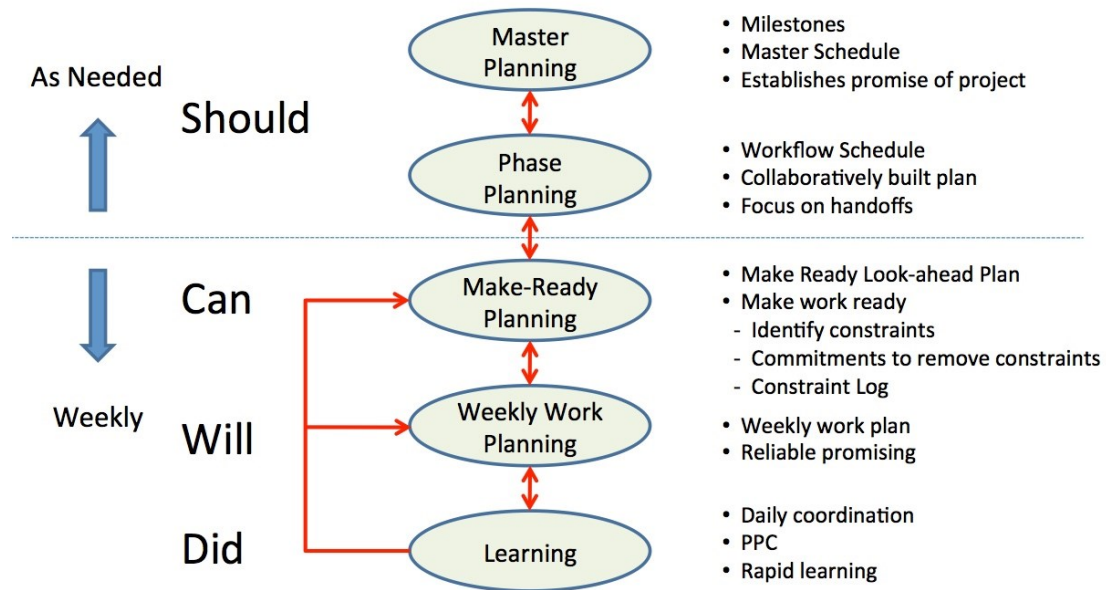 Master
Planning
• Milestones
• Master Schedule
• Establishes promise of project
As Needed
Should
Phase
Planning
• Workflow Schedule
• Collaboratively built plan
• Focus on handoffs
Can
Make-Ready
Planning
• Make Ready Look-ahead Plan
• Make work ready
- Identify constraints
- Commitments to remove constraints
- Constraint Log
Weekly
Will
Weekly Work
Planning
• Weekly work plan
• Reliable promising
Did
Learning
• Daily coordination
• PPC
• Rapid learning